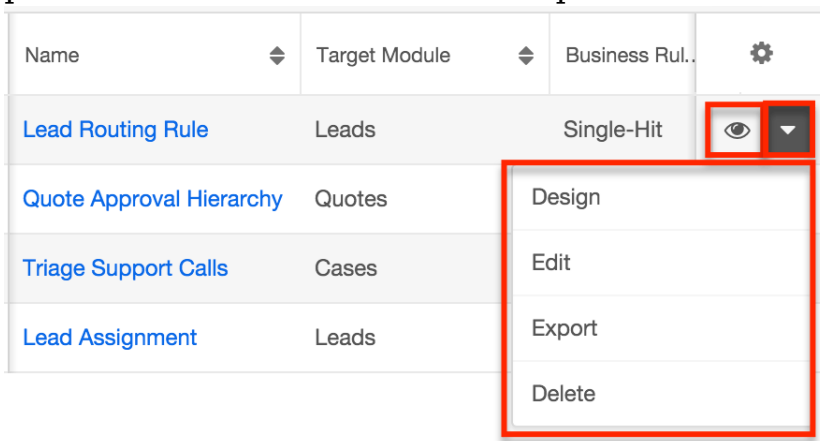 Name Target Module Business Rul..
Lead Routing Rule Leads Single-Hit
Quote Approval Hierarchy Quotes
Design
Triage Support Calls Cases
Edit
Lead Assignment Leads
Export
Delete